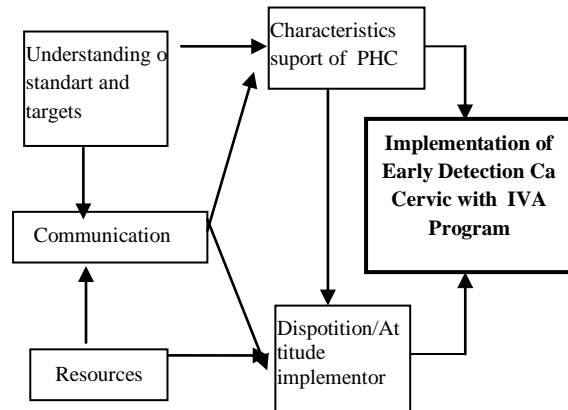 Understanding o
standart and
targets
Characteristics
suport of PHC
Implementation of
Early Detection Ca
Cervic with IVA
Program
Communication
Dispotition/At
titude
implementor
Resources